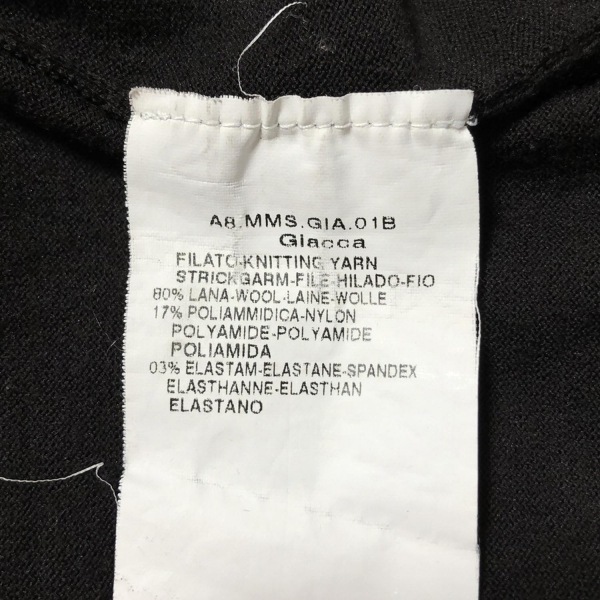 A8.MMS.GIA.01B
Giacca
FILATO-KNITTING YARN
STRICKGARM-FILE-HILADO-FIO
80% LANA-WOOL-LAINE-WOLLE
17% POLIAMMIDICA-NYLON
POLYAMIDE-POLYAMIDE
POLIAMIDA
03% ELASTAM-ELASTANE-SPANDEX
ELASTHANNE-ELASTHAN
ELASTANO